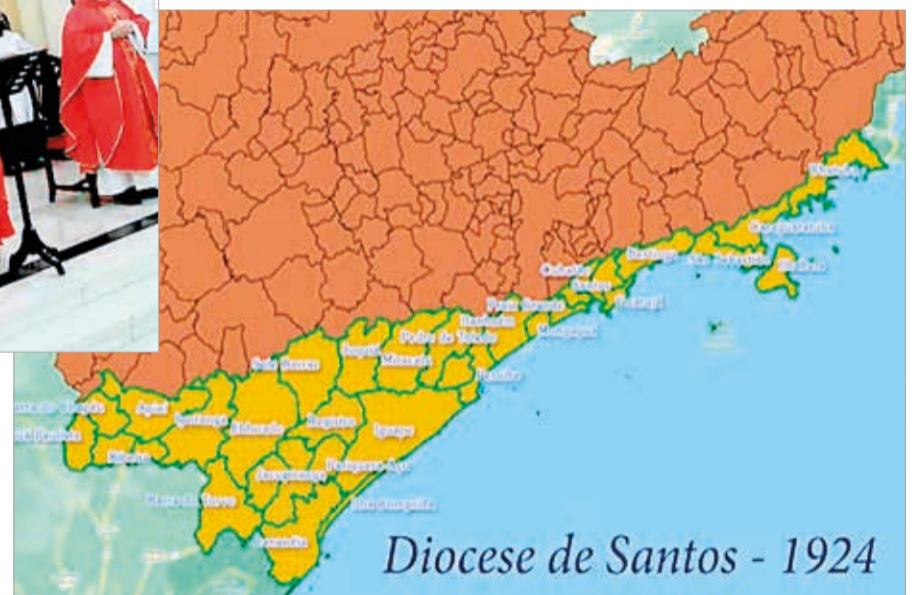 Ubatuba
Caraguatatuba
São Sebastião
Ilhabela
Bertioga
Cubatão
Santos
Guarujá
Praia Grande
Mongaguá
Itanhaém
Pedro de Toledo
Peruíbe
Miracatu
Juquiá
Sete Barras
Apiaí
Iporanga
Eldorado
Registro
Iguape
Ribeira
Jacupiranga
Pariquera-Açu
Barra do Turvo
Ilha Comprida
Cananéia
Diocese de Santos - 1924